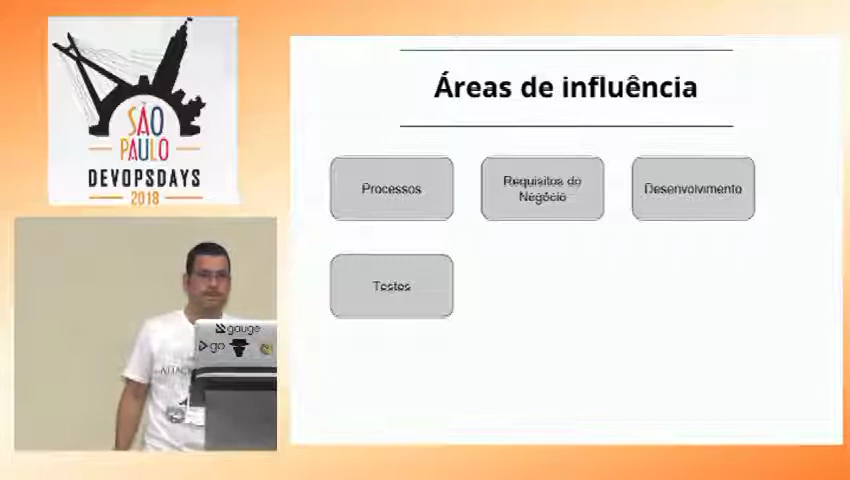 SÃO
PAULO
DEVOPSDAYS
2018
Áreas de influência
Processos
Requisitos do
Negócio
Desenvolvimento
Testes
gauge
go